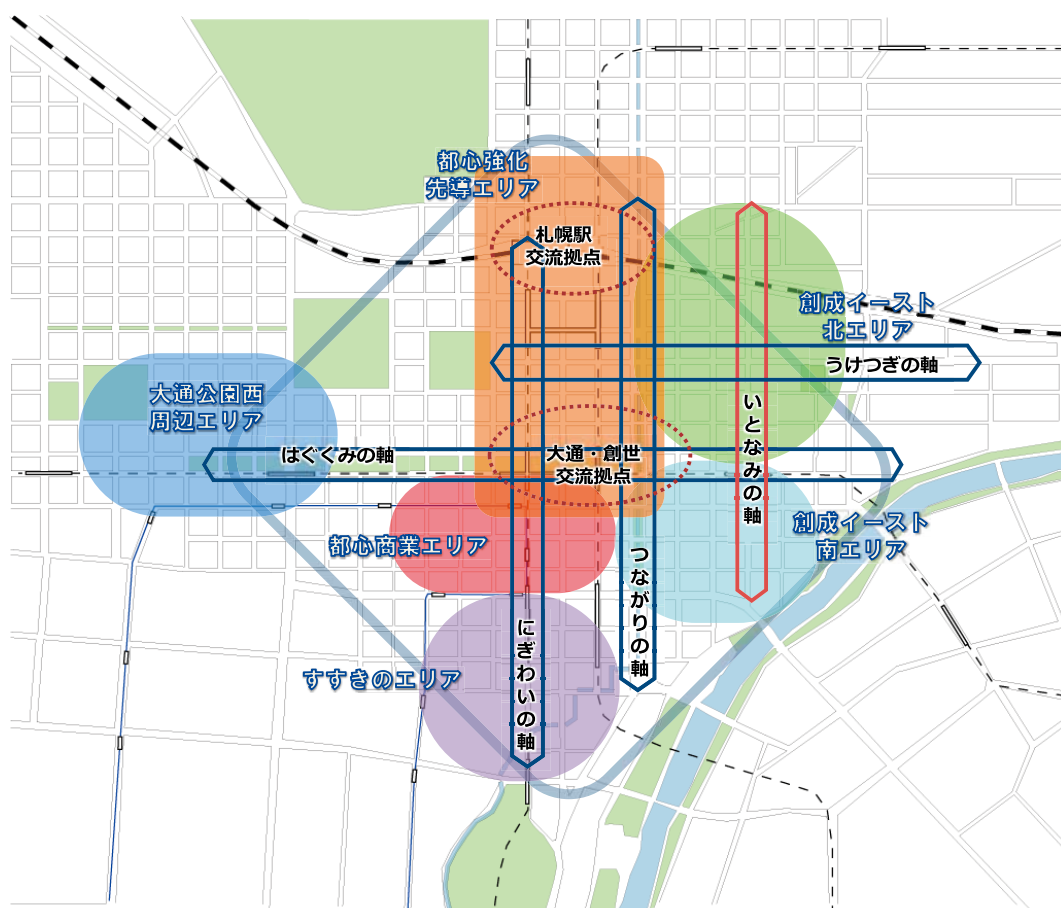 都心強化
先導エリア
札幌駅
交流拠点
創成イースト
北エリア
うけつぎの軸
大通公園西
周辺エリア
いとなみの軸
はぐくみの軸
大通・創世
交流拠点
創成イースト
南エリア
都心商業エリア
つながりの軸
にぎわいの軸
すすきのエリア